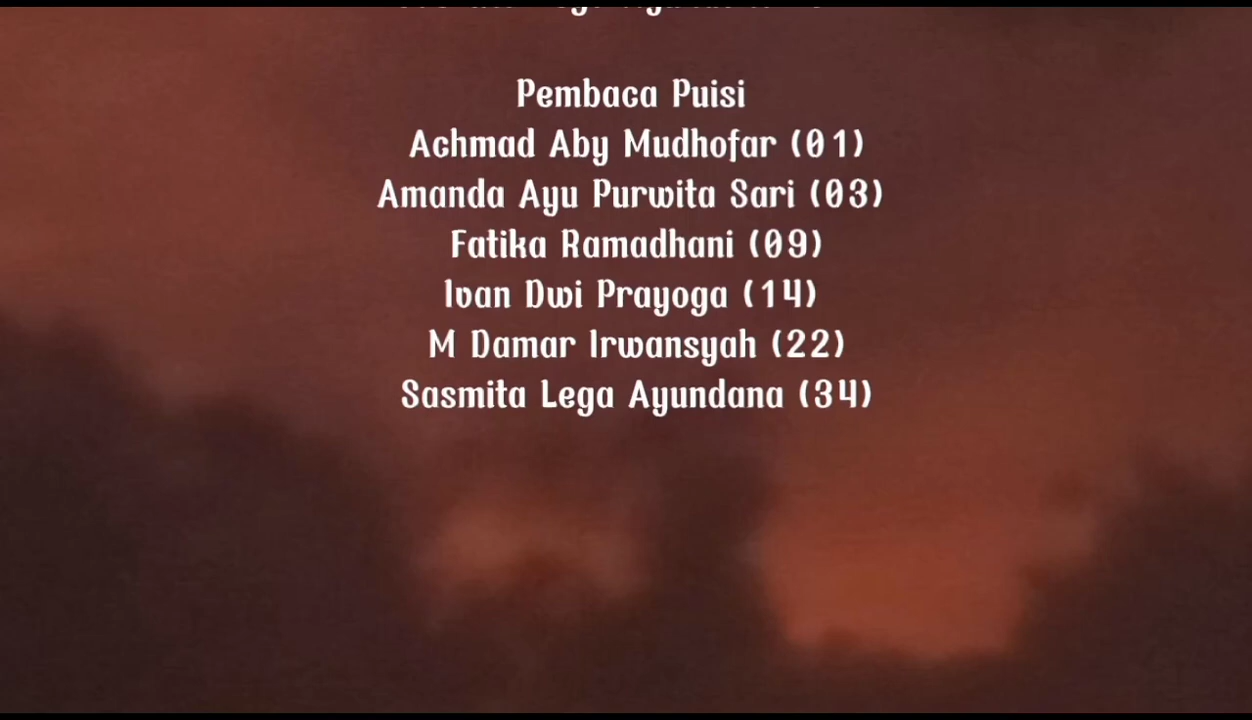 Pembaca Puisi
Achmad Aby Mudhofar (01)
Amanda Ayu Purwita Sari (03)
Fatika Ramadhani (09)
Ivan Dwi Prayoga (14)
M Damar Irwansyah (22)
Sasmita Lega Ayundana (34)